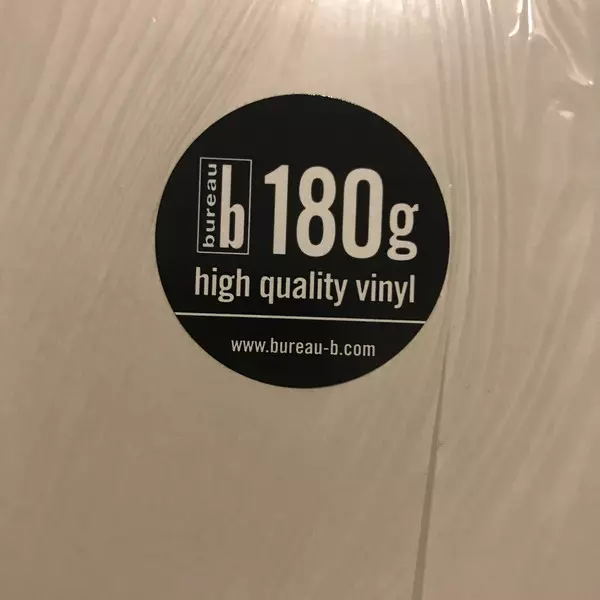 bureau b 180g
high quality vinyl
www.bureau-b.com